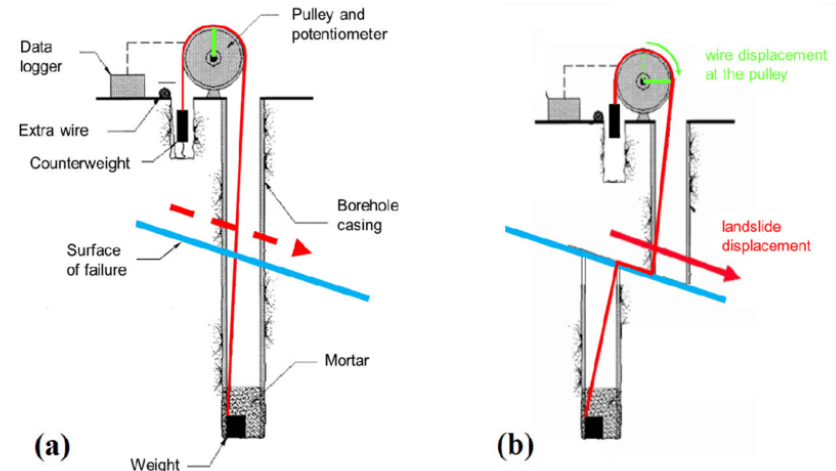 Data
logger
Pulley and
potentiometer
wire displacement
at the pulley
Extra wire
Counterweight
Borehole
casing
Surface
of failure
landslide
displacement
Mortar
Weight
(a)
(b)